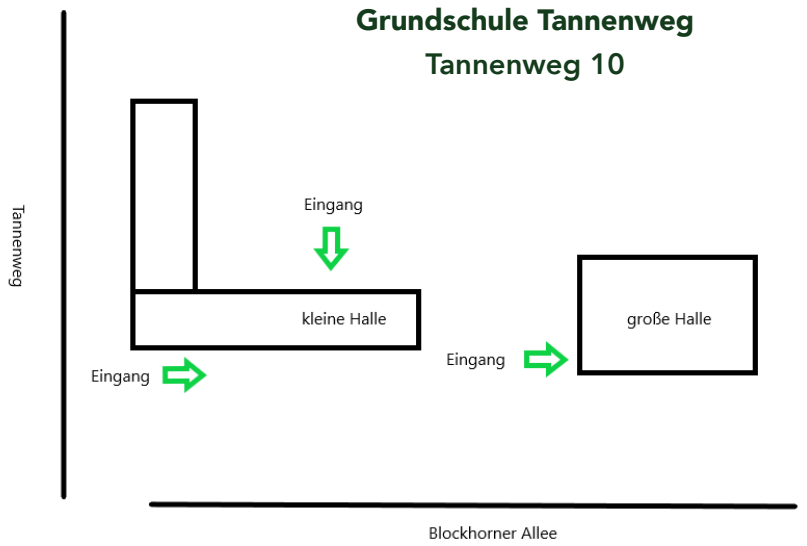 Grundschule Tannenweg
Tannenweg 10
Tannenweg
Eingang
kleine Halle
große Halle
Eingang
Eingang
Blockhorner Allee